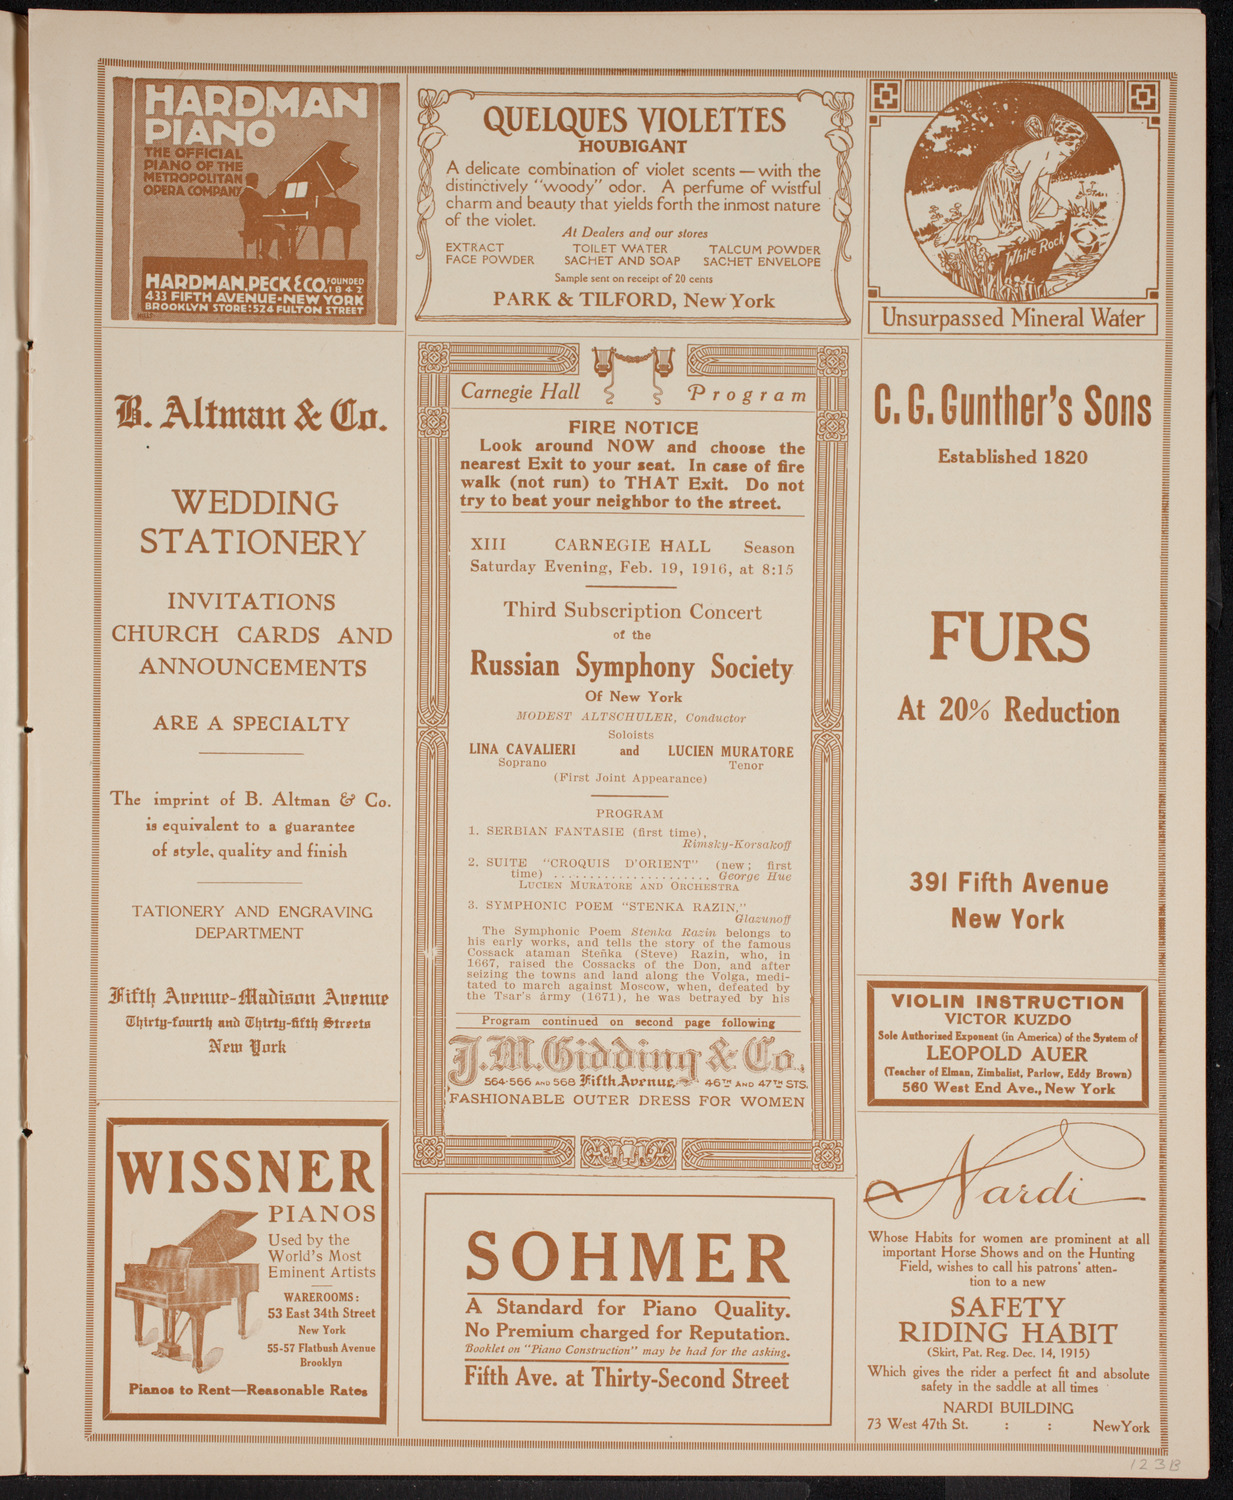 HARDMAN
PIANO
THE OFFICIAL
PIANO OF THE
METROPOLITAN
OPERA COMPANY
HARDMAN, PECK & CO. FOUNDED 1842
433 FIFTH AVENUE-NEW YORK
BROOKLYN STORE: 524 FULTON STREET
QUELQUES VIOLETTES
HOUBIGANT
A delicate combination of violet scents — with the
distinctively "woody" odor. A perfume of wistful
charm and beauty that yields forth the inmost nature
of the violet.
At Dealers and our stores
EXTRACT TOILET WATER TALCUM POWDER
FACE POWDER SACHET AND SOAP SACHET ENVELOPE
Sample sent on receipt of 20 cents
PARK & TILFORD, New York
White Rock
Unsurpassed Mineral Water
B. Altman & Co.
WEDDING
STATIONERY
INVITATIONS
CHURCH CARDS AND
ANNOUNCEMENTS
ARE A SPECIALTY
The imprint of B. Altman & Co.
is equivalent to a guarantee
of style, quality and finish
TATIONERY AND ENGRAVING
DEPARTMENT
Fifth Avenue-Madison Avenue
Thirty-fourth and Thirty-fifth Streets
New York
Carnegie Hall Program
FIRE NOTICE
Look around NOW and choose the
nearest Exit to your seat. In case of fire
walk (not run) to THAT Exit. Do not
try to beat your neighbor to the street.
XIII CARNEGIE HALL Season
Saturday Evening, Feb. 19, 1916, at 8:15
Third Subscription Concert
of the
Russian Symphony Society
Of New York
MODEST ALTSCHULER, Conductor
Soloists
LINA CAVALIERI and LUCIEN MURATORE
Soprano Tenor
(First Joint Appearance)
PROGRAM
1. SERBIAN FANTASIE (first time),
Rimsky-Korsakoff
2. SUITE "CROQUIS D'ORIENT" (new; first
time) ...................... George Hue
LUCIEN MURATORE AND ORCHESTRA
3. SYMPHONIC POEM "STENKA RAZIN,"
Glazunoff
The Symphonic Poem Stenka Razin belongs to
his early works, and tells the story of the famous
Cossack ataman Steńka (Steve) Razin, who, in
1667, raised the Cossacks of the Don, and after
seizing the towns and land along the Volga, medi-
tated to march against Moscow, when, defeated by
the Tsar's army (1671), he was betrayed by his
Program continued on second page following
J. M. Gidding & Co.
564-566 AND 568 Fifth Avenue 46TH AND 47TH STS.
FASHIONABLE OUTER DRESS FOR WOMEN
C. G. Gunther's Sons
Established 1820
FURS
At 20% Reduction
391 Fifth Avenue
New York
VIOLIN INSTRUCTION
VICTOR KUZDO
Sole Authorized Exponent (in America) of the System of
LEOPOLD AUER
(Teacher of Elman, Zimbalist, Parlow, Eddy Brown)
560 West End Ave., New York
WISSNER
PIANOS
Used by the
World's Most
Eminent Artists
WAREROOMS:
53 East 34th Street
New York
55-57 Flatbush Avenue
Brooklyn
Pianos to Rent—Reasonable Rates
SOHMER
A Standard for Piano Quality.
No Premium charged for Reputation.
Booklet on "Piano Construction" may be had for the asking.
Fifth Ave. at Thirty-Second Street
Nardi
Whose Habits for women are prominent at all
important Horse Shows and on the Hunting
Field, wishes to call his patrons' atten-
tion to a new
SAFETY
RIDING HABIT
(Skirt, Pat. Reg. Dec. 14, 1915)
Which gives the rider a perfect fit and absolute
safety in the saddle at all times
NARDI BUILDING
73 West 47th St. : : New York
123B